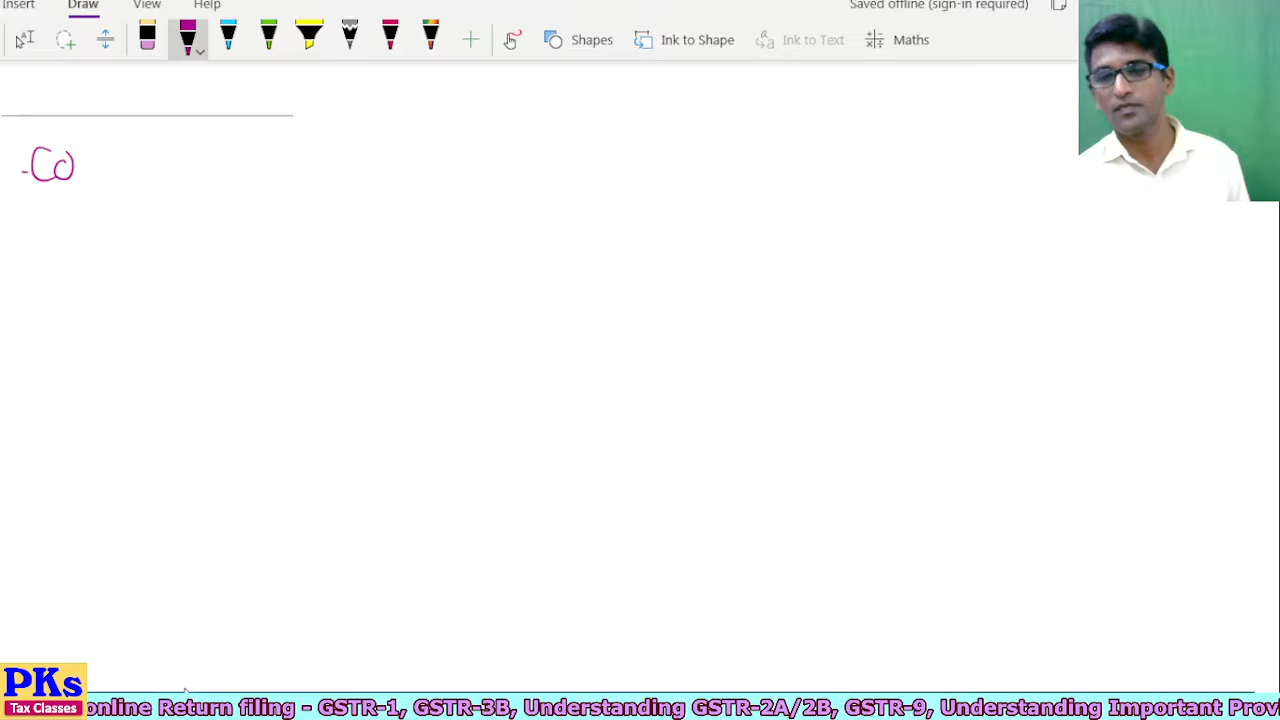 Insert Draw View Help Saved offline (sign-in required)
Shapes Ink to Shape Ink to Text Maths
-Co
PKs
Tax Classes
online Return filing - GSTR-1, GSTR-3B, Understanding GSTR-2A/2B, GSTR-9, Understanding Important Prov